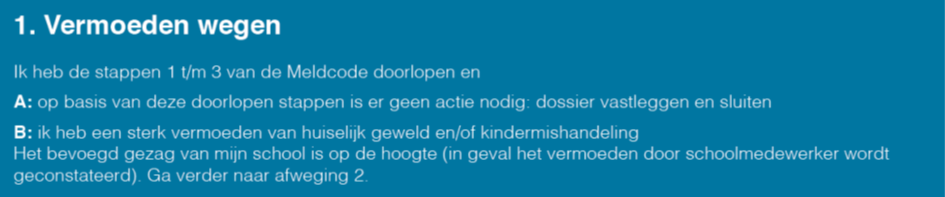 1. Vermoeden wegen
Ik heb de stappen 1 t/m 3 van de Meldcode doorlopen en
A: op basis van deze doorlopen stappen is er geen actie nodig: dossier vastleggen en sluiten
B: ik heb een sterk vermoeden van huiselijk geweld en/of kindermishandeling
Het bevoegd gezag van mijn school is op de hoogte (in geval het vermoeden door schoolmedewerker wordt
geconstateerd). Ga verder naar afweging 2.